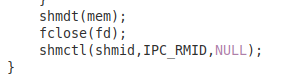 }
shmdt(mem);
fclose(fd);
shmctl(shmid,IPC_RMID,NULL);
}